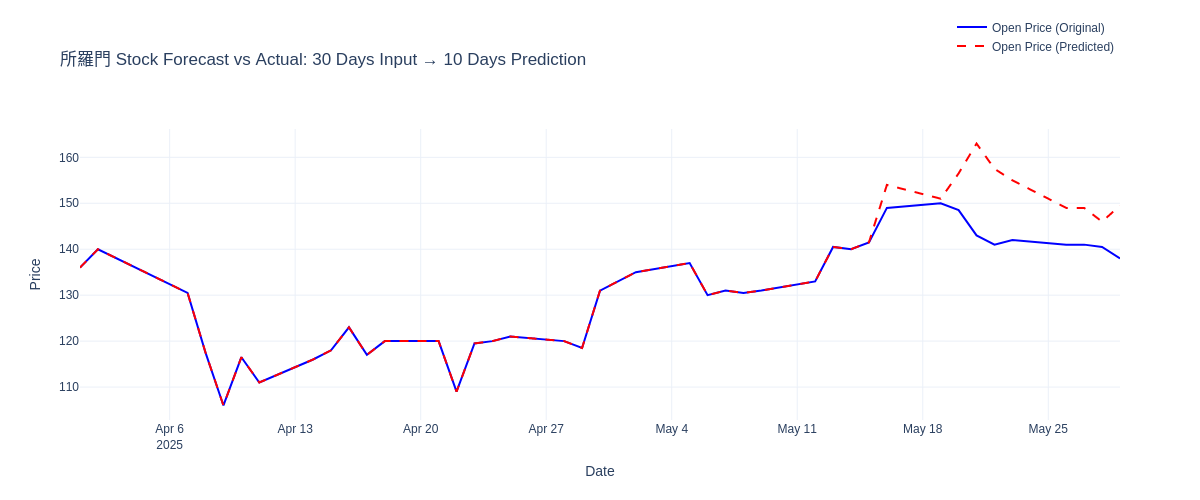 Open Price (Original)
Open Price (Predicted)
所羅門 Stock Forecast vs Actual: 30 Days Input → 10 Days Prediction
Price
160
150
140
130
120
110
Apr 6
2025
Apr 13
Apr 20
Apr 27
May 4
May 11
May 18
May 25
Date